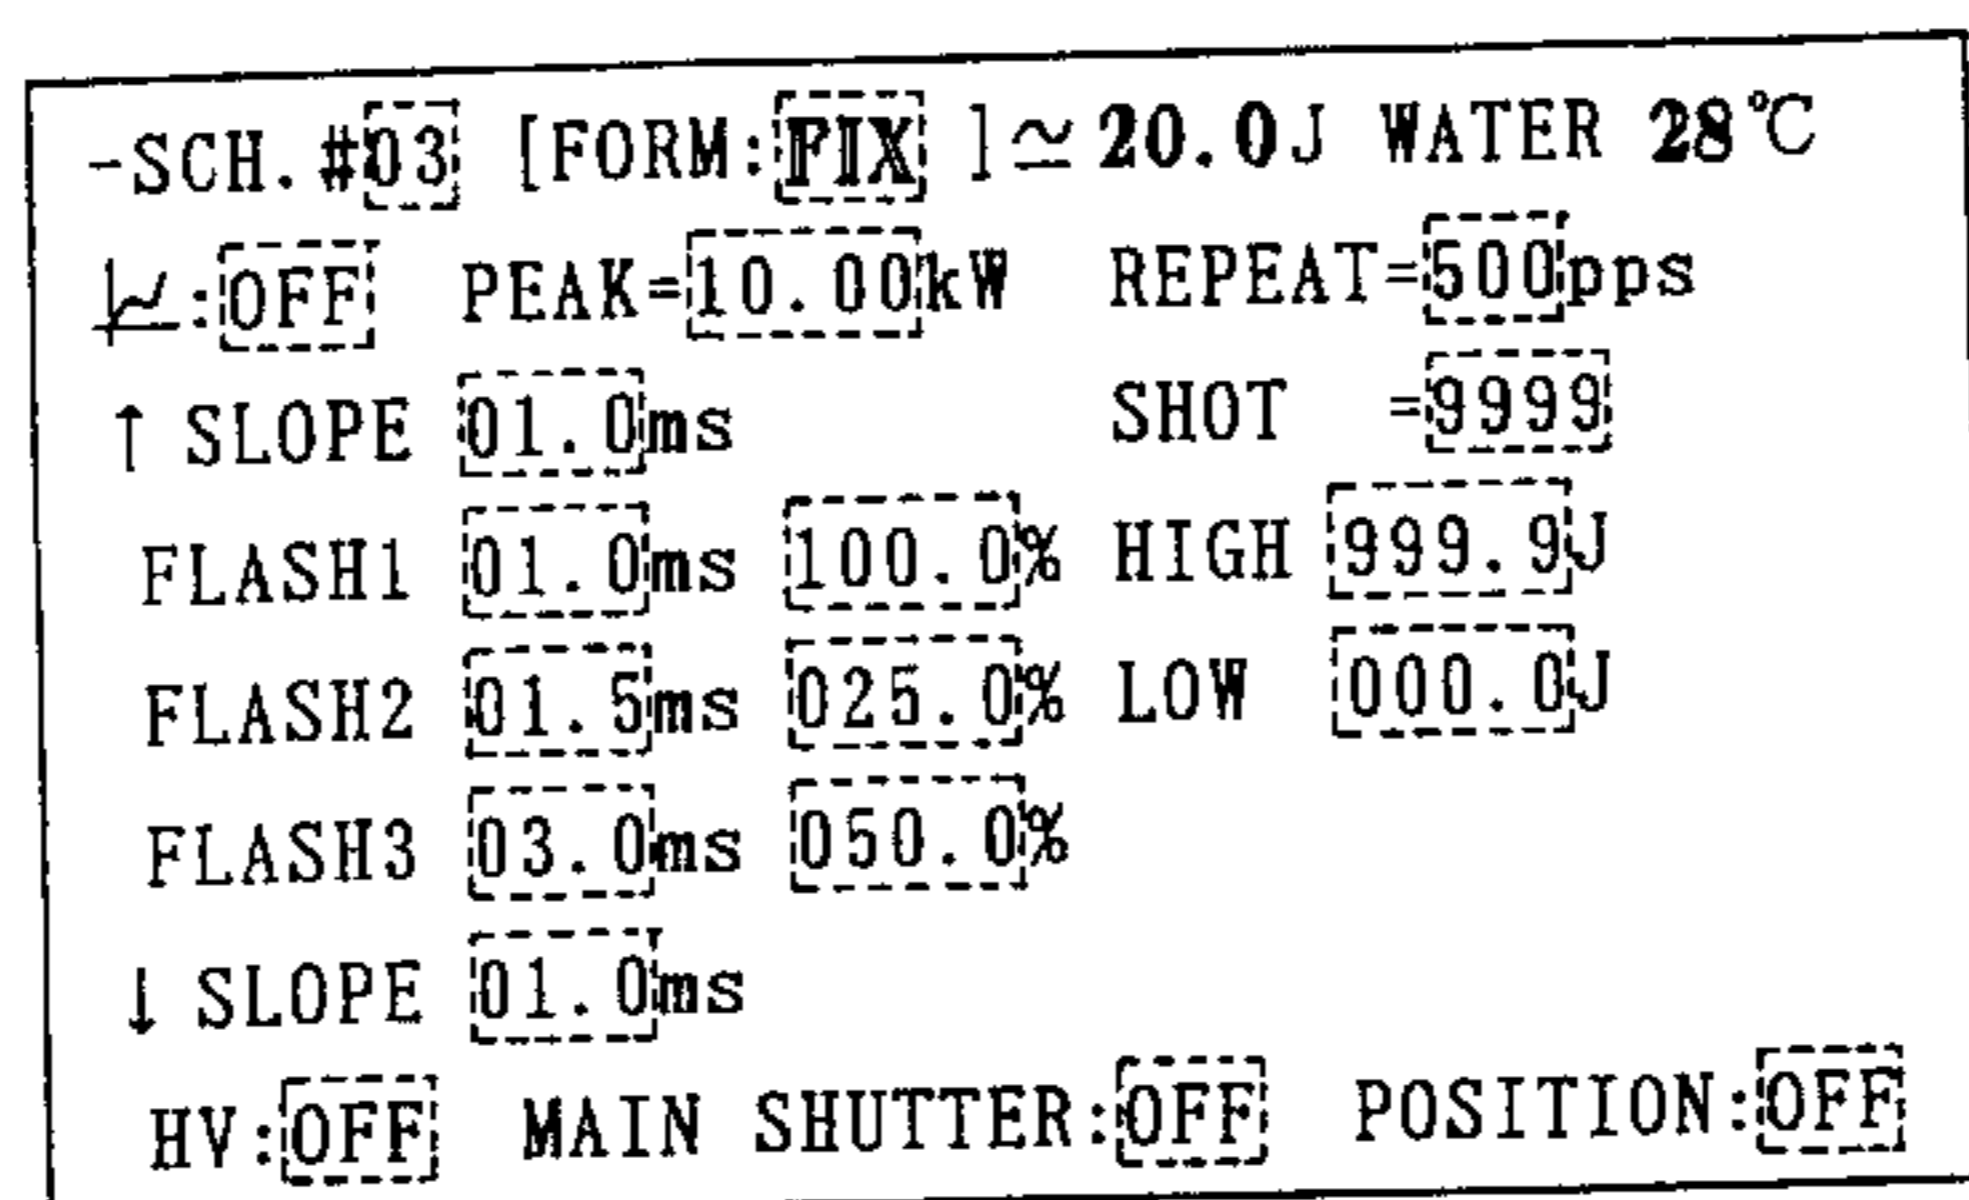 -SCH.#03 [FORM:FIX ]≃20.0J WATER 28℃
:OFF PEAK=10.00kW REPEAT=500pps
↑ SLOPE 01.0ms SHOT =9999
FLASH1 01.0ms 100.0% HIGH 999.9J
FLASH2 01.5ms 025.0% LOW 000.0J
FLASH3 03.0ms 050.0%
↓ SLOPE 01.0ms
HV:OFF MAIN SHUTTER:OFF POSITION:OFF